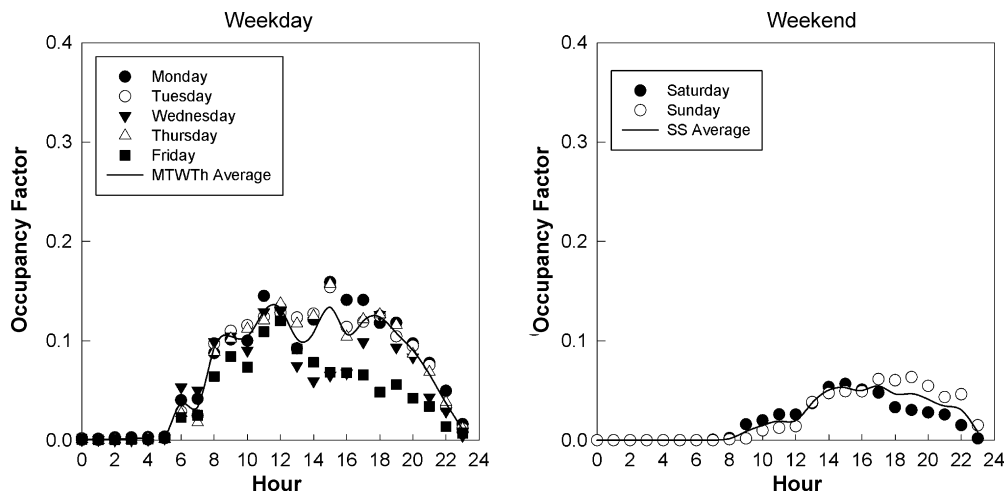 Weekday
Weekend
0.4
0.3
0.2
0.1
0.0
Occupancy Factor
Monday
Tuesday
Wednesday
Thursday
Friday
MTWTh Average
0 2 4 6 8 10 12 14 16 18 20 22 24
Hour
0.4
0.3
0.2
0.1
0.0
Occupancy Factor
Saturday
Sunday
SS Average
0 2 4 6 8 10 12 14 16 18 20 22 24
Hour